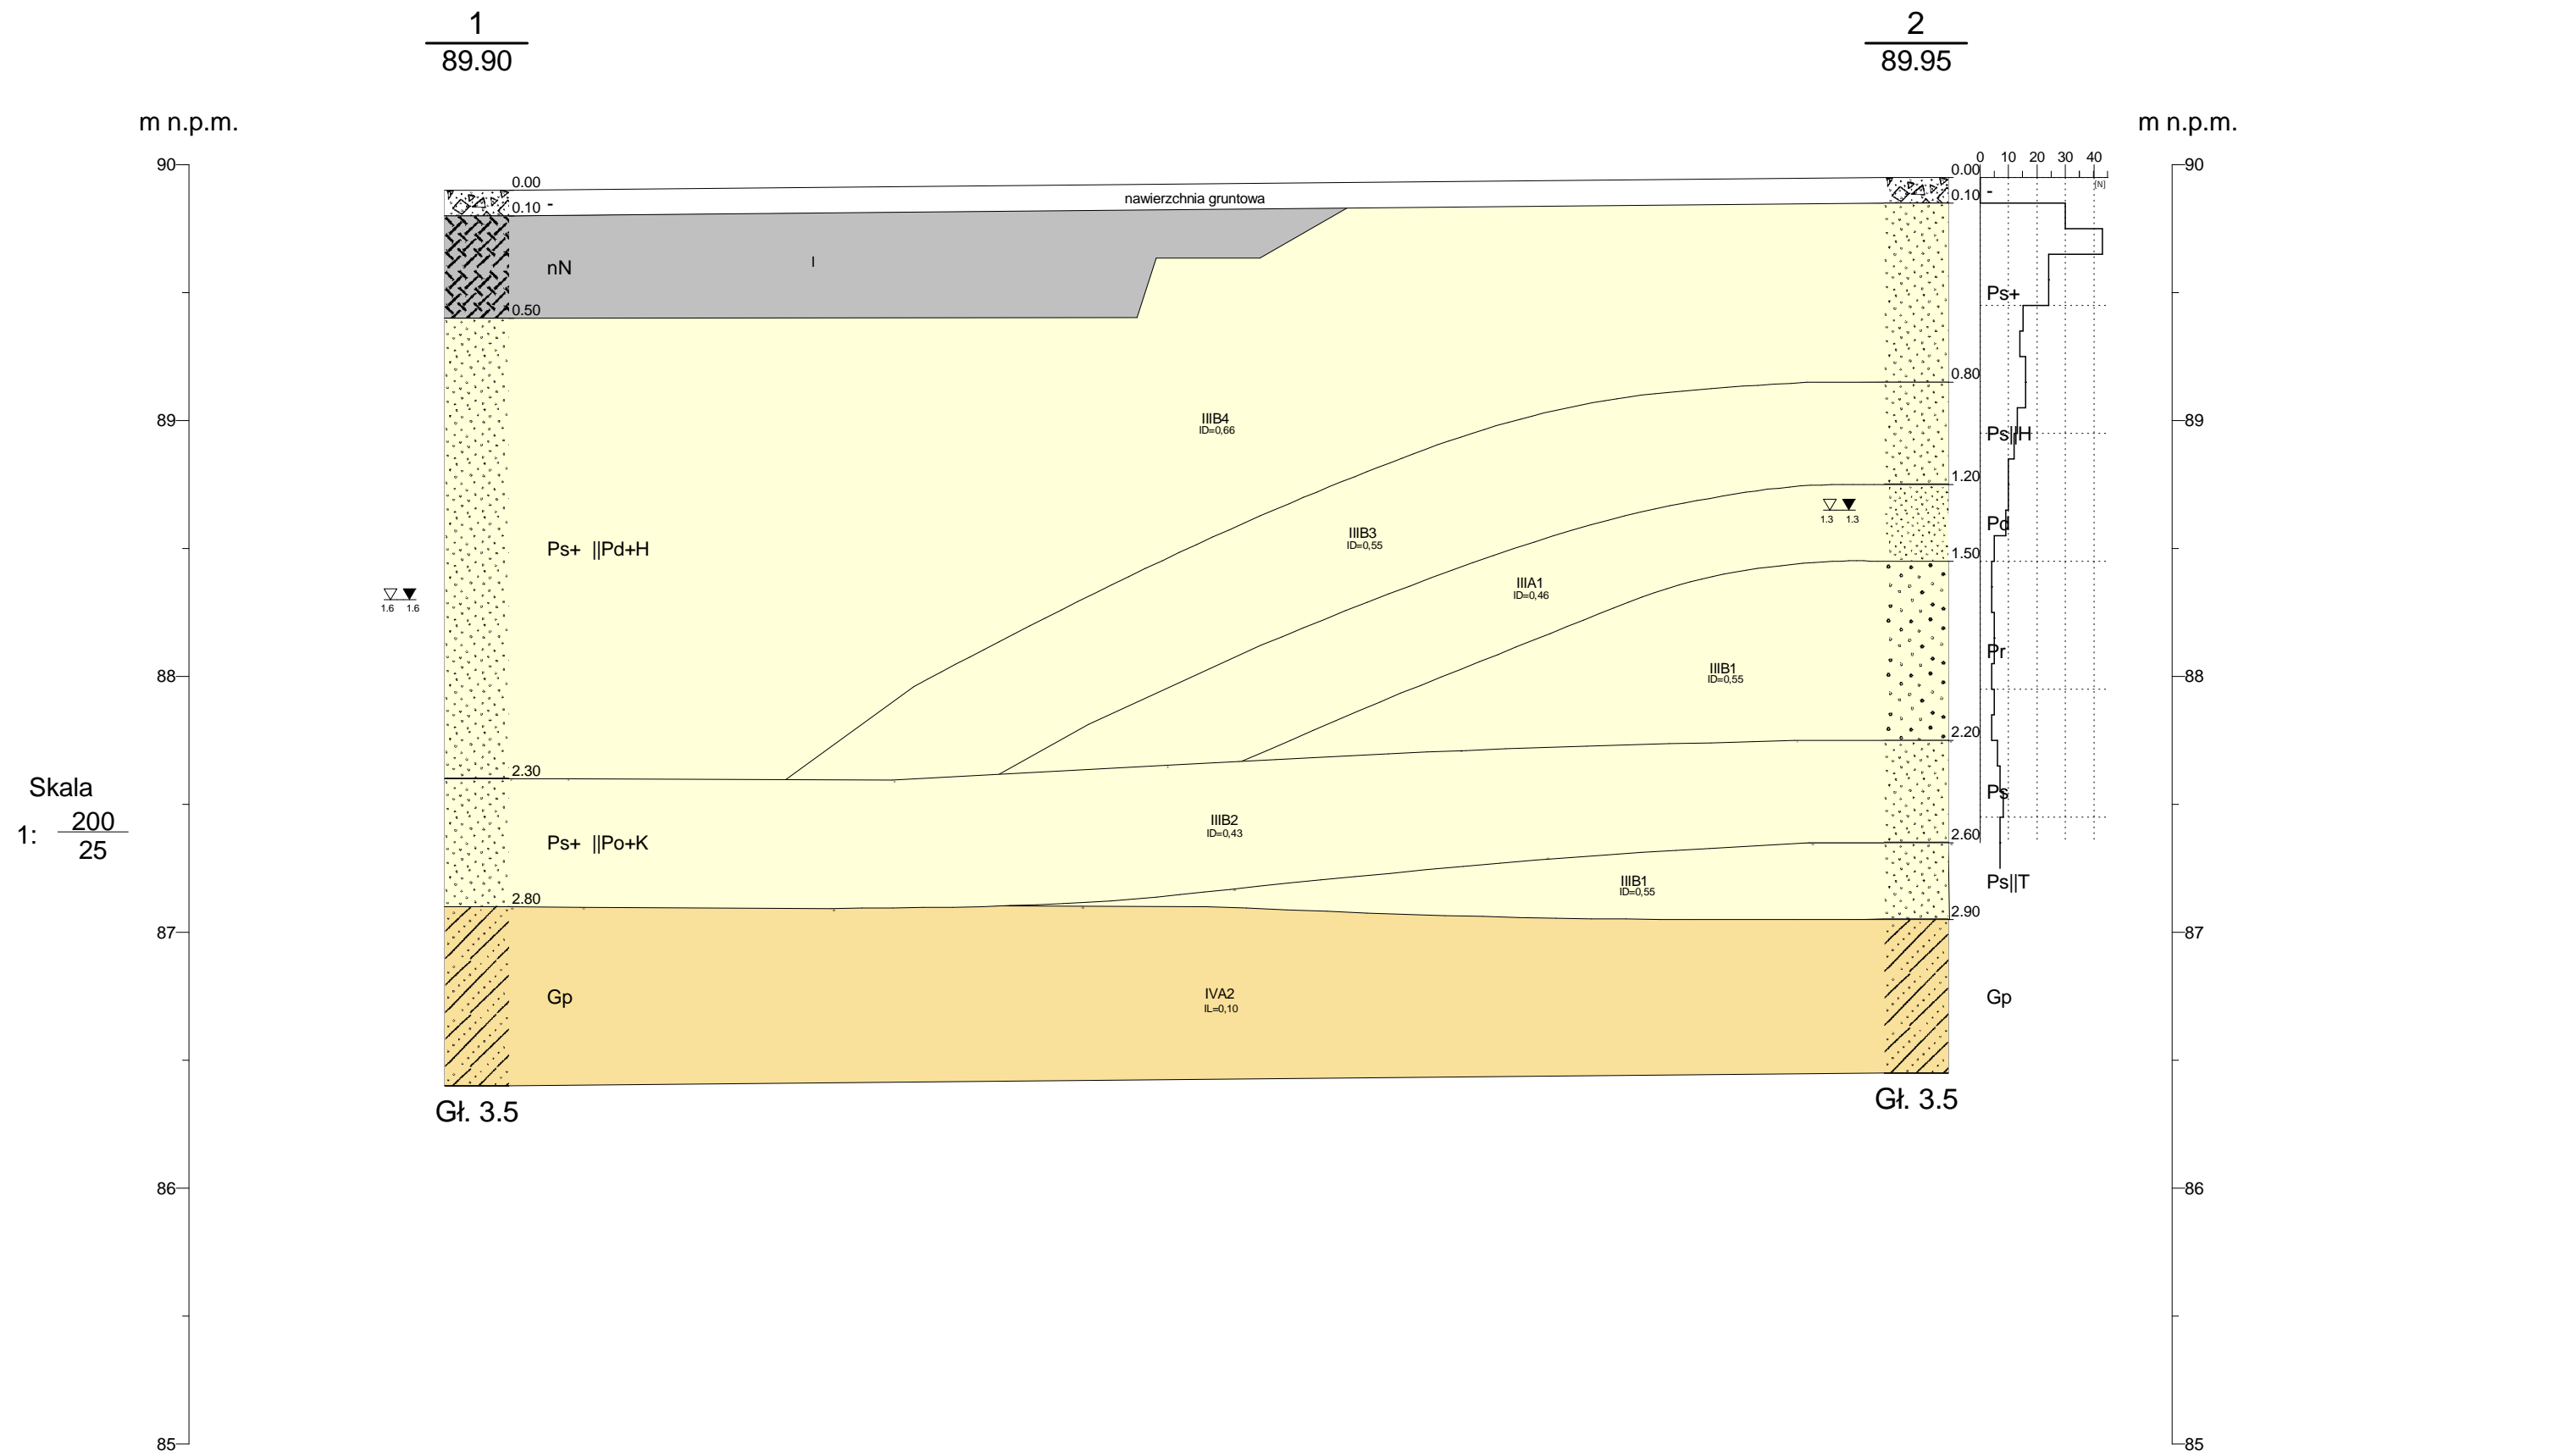 1
89.90
2
89.95
m n.p.m.
m n.p.m.
90
89
88
87
86
85
Skala
1: 200
25
0.00
0.10 -
nawierzchnia gruntowa
nN
I
0.50
IIIB4
ID=0,66
Ps+ ||Pd+H
1.6 1.6
IIIB3
ID=0,55
IIIA1
ID=0,46
1.3 1.3
IIIB1
ID=0,55
2.30
IIIB2
ID=0,43
Ps+ ||Po+K
2.80
IIIB1
ID=0,55
Gp
IVA2
IL=0,10
Gł. 3.5
0 10 20 30 40
[N]
0.00
0.10 -
Ps+
0.80
Ps||H
1.20
Pd
1.50
Pr
2.20
Ps
2.60
Ps||T
2.90
Gp
Gł. 3.5
90
89
88
87
86
85